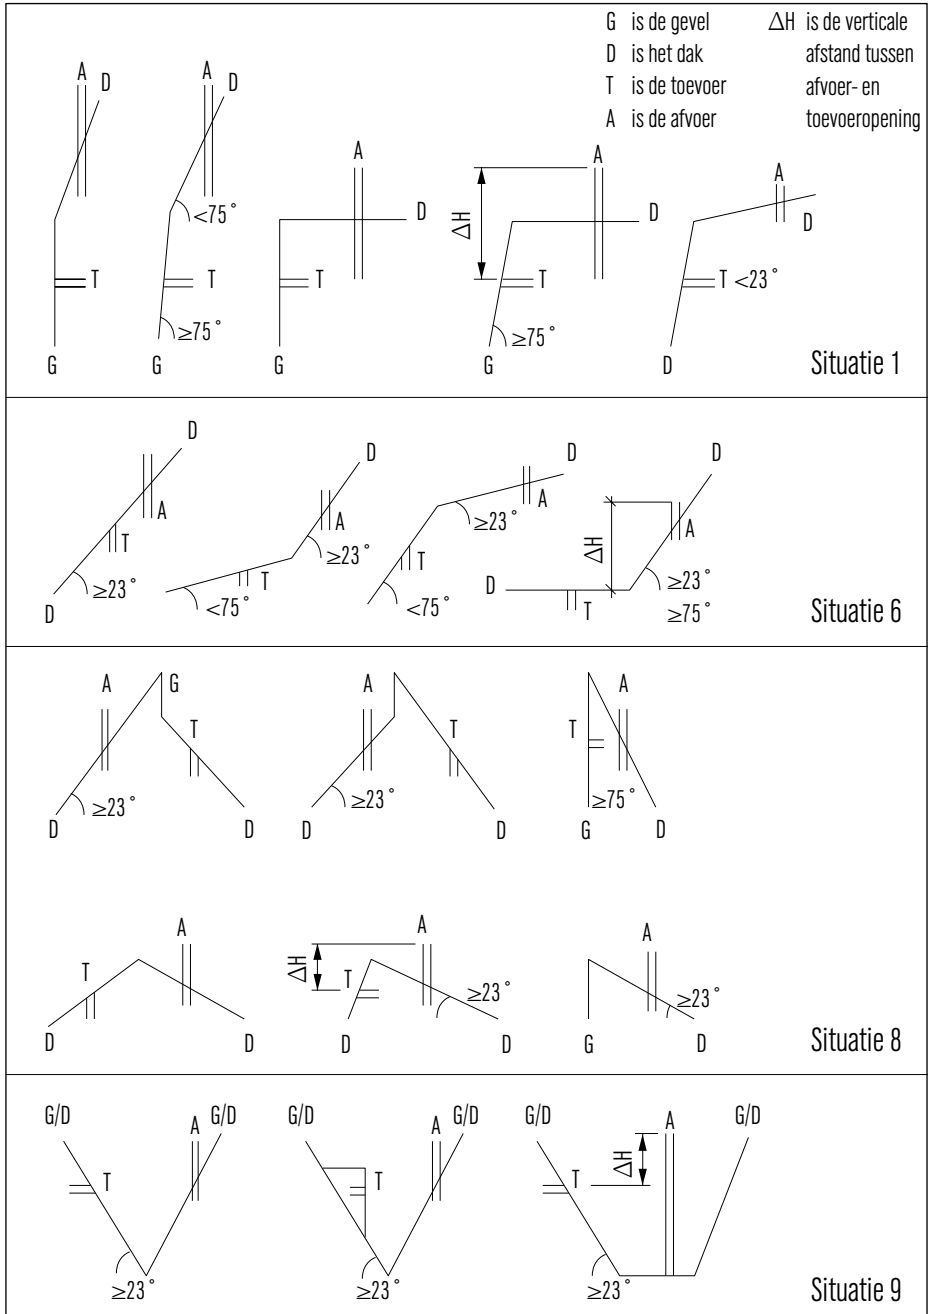 G is de gevel
D is het dak
T is de toevoer
A is de afvoer
ΔH is de verticale
afstand tussen
afvoer- en
toevoeropening
A D
<75°
T
≥75°
G
A D
T
G
A
D
T
G
A
ΔH
D
T
≥75°
G
A
D
T <23°
D
Situatie 1
D
A
T
≥23°
D
D
A
≥23°
T
<75°
D
A
≥23°
T
<75°
D
A
ΔH
D
≥23°
T
≥75°
Situatie 6
A G
T
≥23°
D D
A
T
≥23°
D D
A
T
≥75°
G D
A
T
D D
A
ΔH
T
≥23°
D D
A
≥23°
G D
Situatie 8
G/D A G/D
T
≥23°
G/D A G/D
T
≥23°
G/D A G/D
ΔH
T
≥23°
Situatie 9